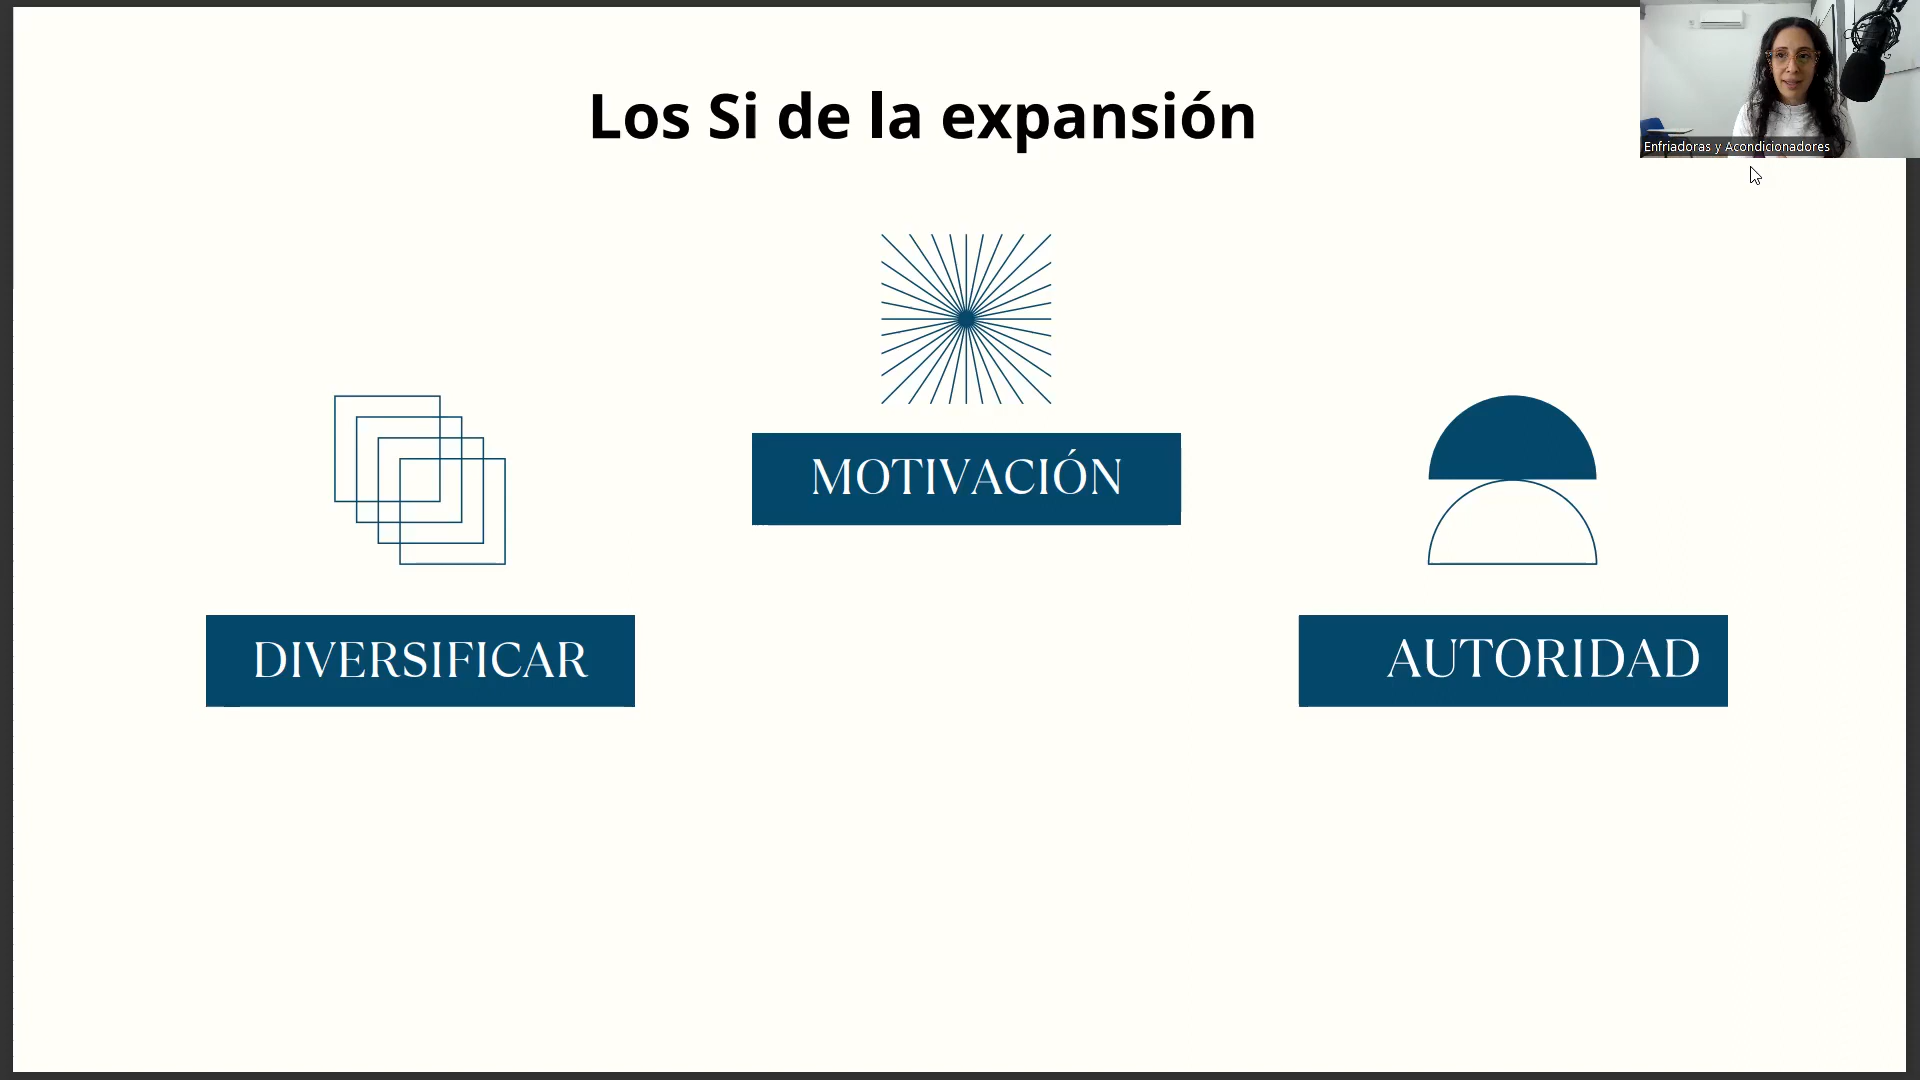 Los Si de la expansión
Enfriadoras y Acondicionadores
MOTIVACIÓN
DIVERSIFICAR
AUTORIDAD